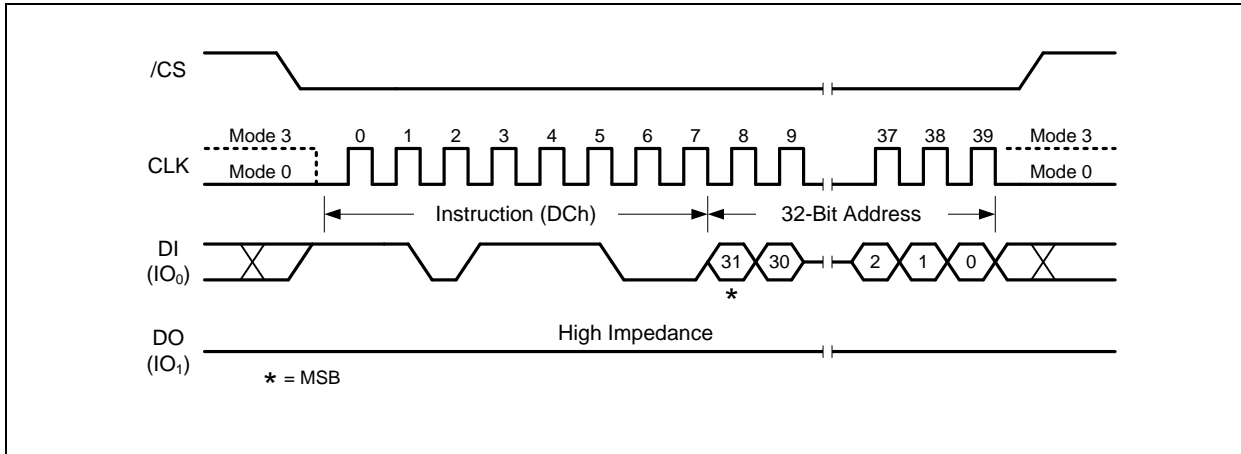 /CS
Mode 3 0 1 2 3 4 5 6 7 8 9 37 38 39 Mode 3
CLK
Mode 0 Mode 0
Instruction (DCh) 32-Bit Address
DI
(IO₀)
31 30 2 1 0
*
High Impedance
DO
(IO₁)
* = MSB